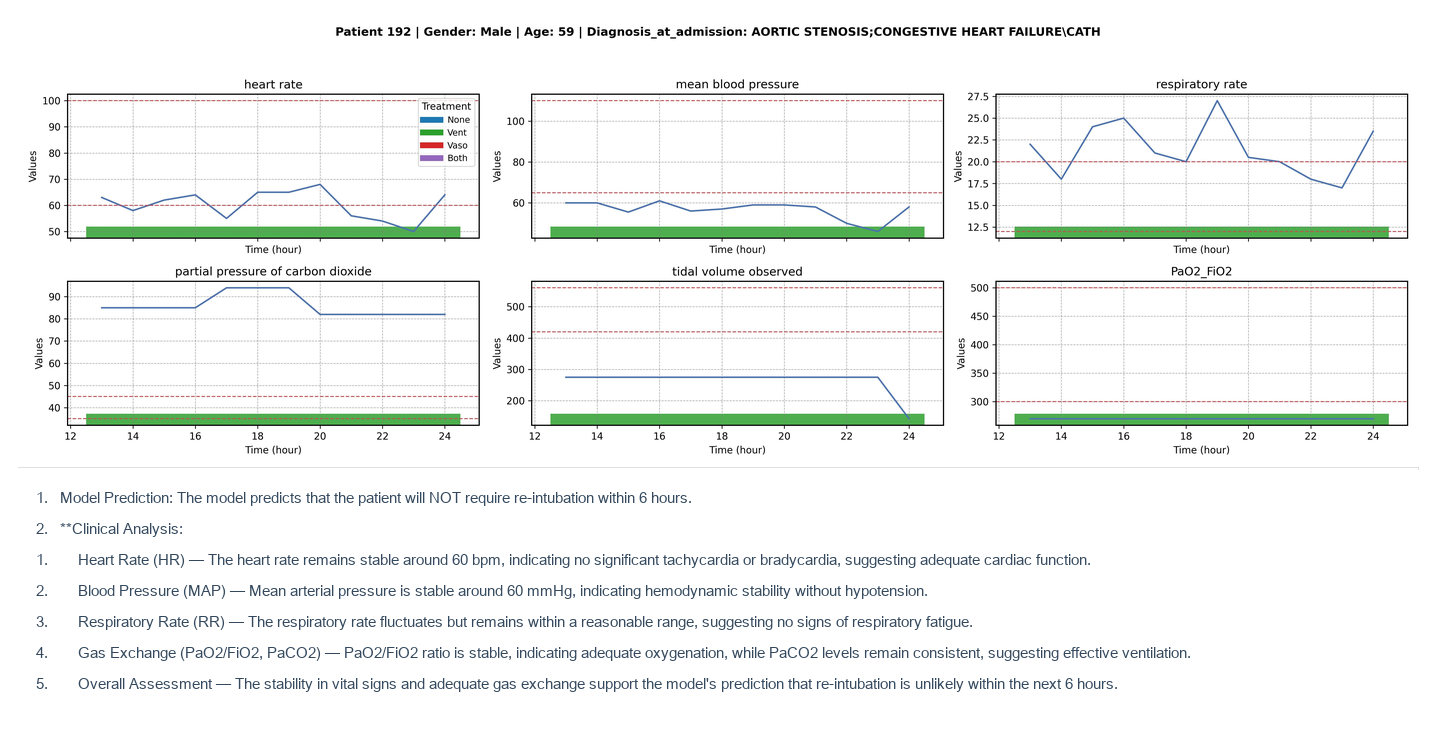 Patient 192 | Gender: Male | Age: 59 | Diagnosis_at_admission: AORTIC STENOSIS;CONGESTIVE HEART FAILURE\CATH
heart rate
Values
100
90
80
70
60
50
Treatment
None
Vent
Vaso
Both
Time (hour)
mean blood pressure
Values
100
80
60
Time (hour)
respiratory rate
Values
27.5
25.0
22.5
20.0
17.5
15.0
12.5
Time (hour)
partial pressure of carbon dioxide
Values
90
80
70
60
50
40
12 14 16 18 20 22 24
Time (hour)
tidal volume observed
Values
500
400
300
200
12 14 16 18 20 22 24
Time (hour)
PaO2_FiO2
Values
500
450
400
350
300
12 14 16 18 20 22 24
Time (hour)
1. Model Prediction: The model predicts that the patient will NOT require re-intubation within 6 hours.
2. **Clinical Analysis:
1. Heart Rate (HR) — The heart rate remains stable around 60 bpm, indicating no significant tachycardia or bradycardia, suggesting adequate cardiac function.
2. Blood Pressure (MAP) — Mean arterial pressure is stable around 60 mmHg, indicating hemodynamic stability without hypotension.
3. Respiratory Rate (RR) — The respiratory rate fluctuates but remains within a reasonable range, suggesting no signs of respiratory fatigue.
4. Gas Exchange (PaO2/FiO2, PaCO2) — PaO2/FiO2 ratio is stable, indicating adequate oxygenation, while PaCO2 levels remain consistent, suggesting effective ventilation.
5. Overall Assessment — The stability in vital signs and adequate gas exchange support the model's prediction that re-intubation is unlikely within the next 6 hours.